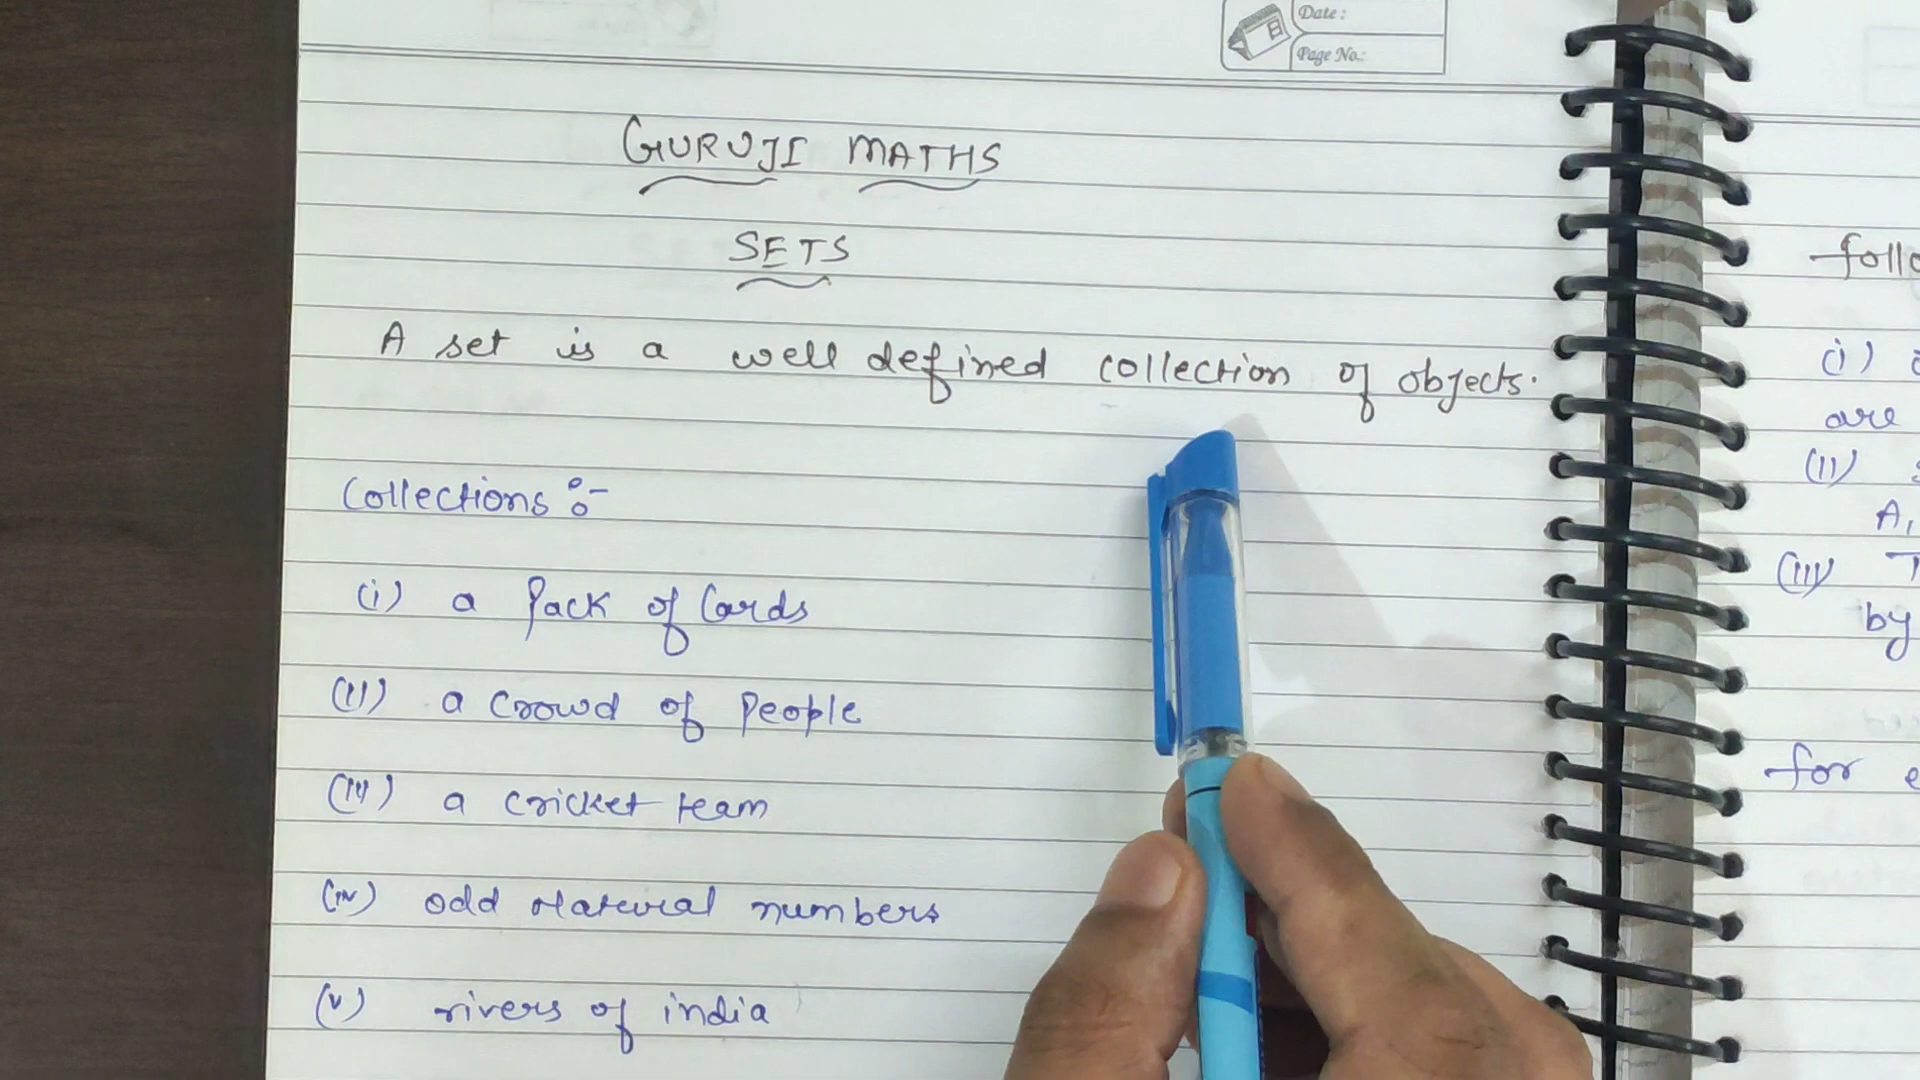 Date:
Page No.:
GURUJI MATHS
SETS
A set is a well defined collection of objects.
Collections :-
(i) a Pack of Cards
(ii) a crowd of People
(iii) a cricket team
(iv) odd natural numbers
(v) rivers of india
(i)
are
(ii)
A,
(iii)
by
for